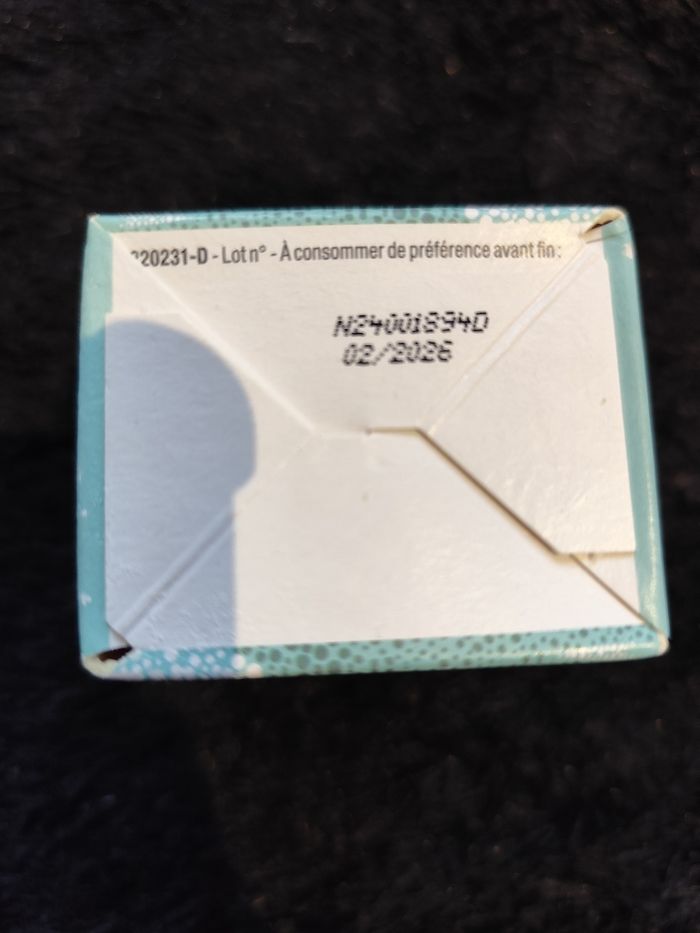 20231-D - Lot n° - À consommer de préférence avant fin :
N24001894D
02/2026